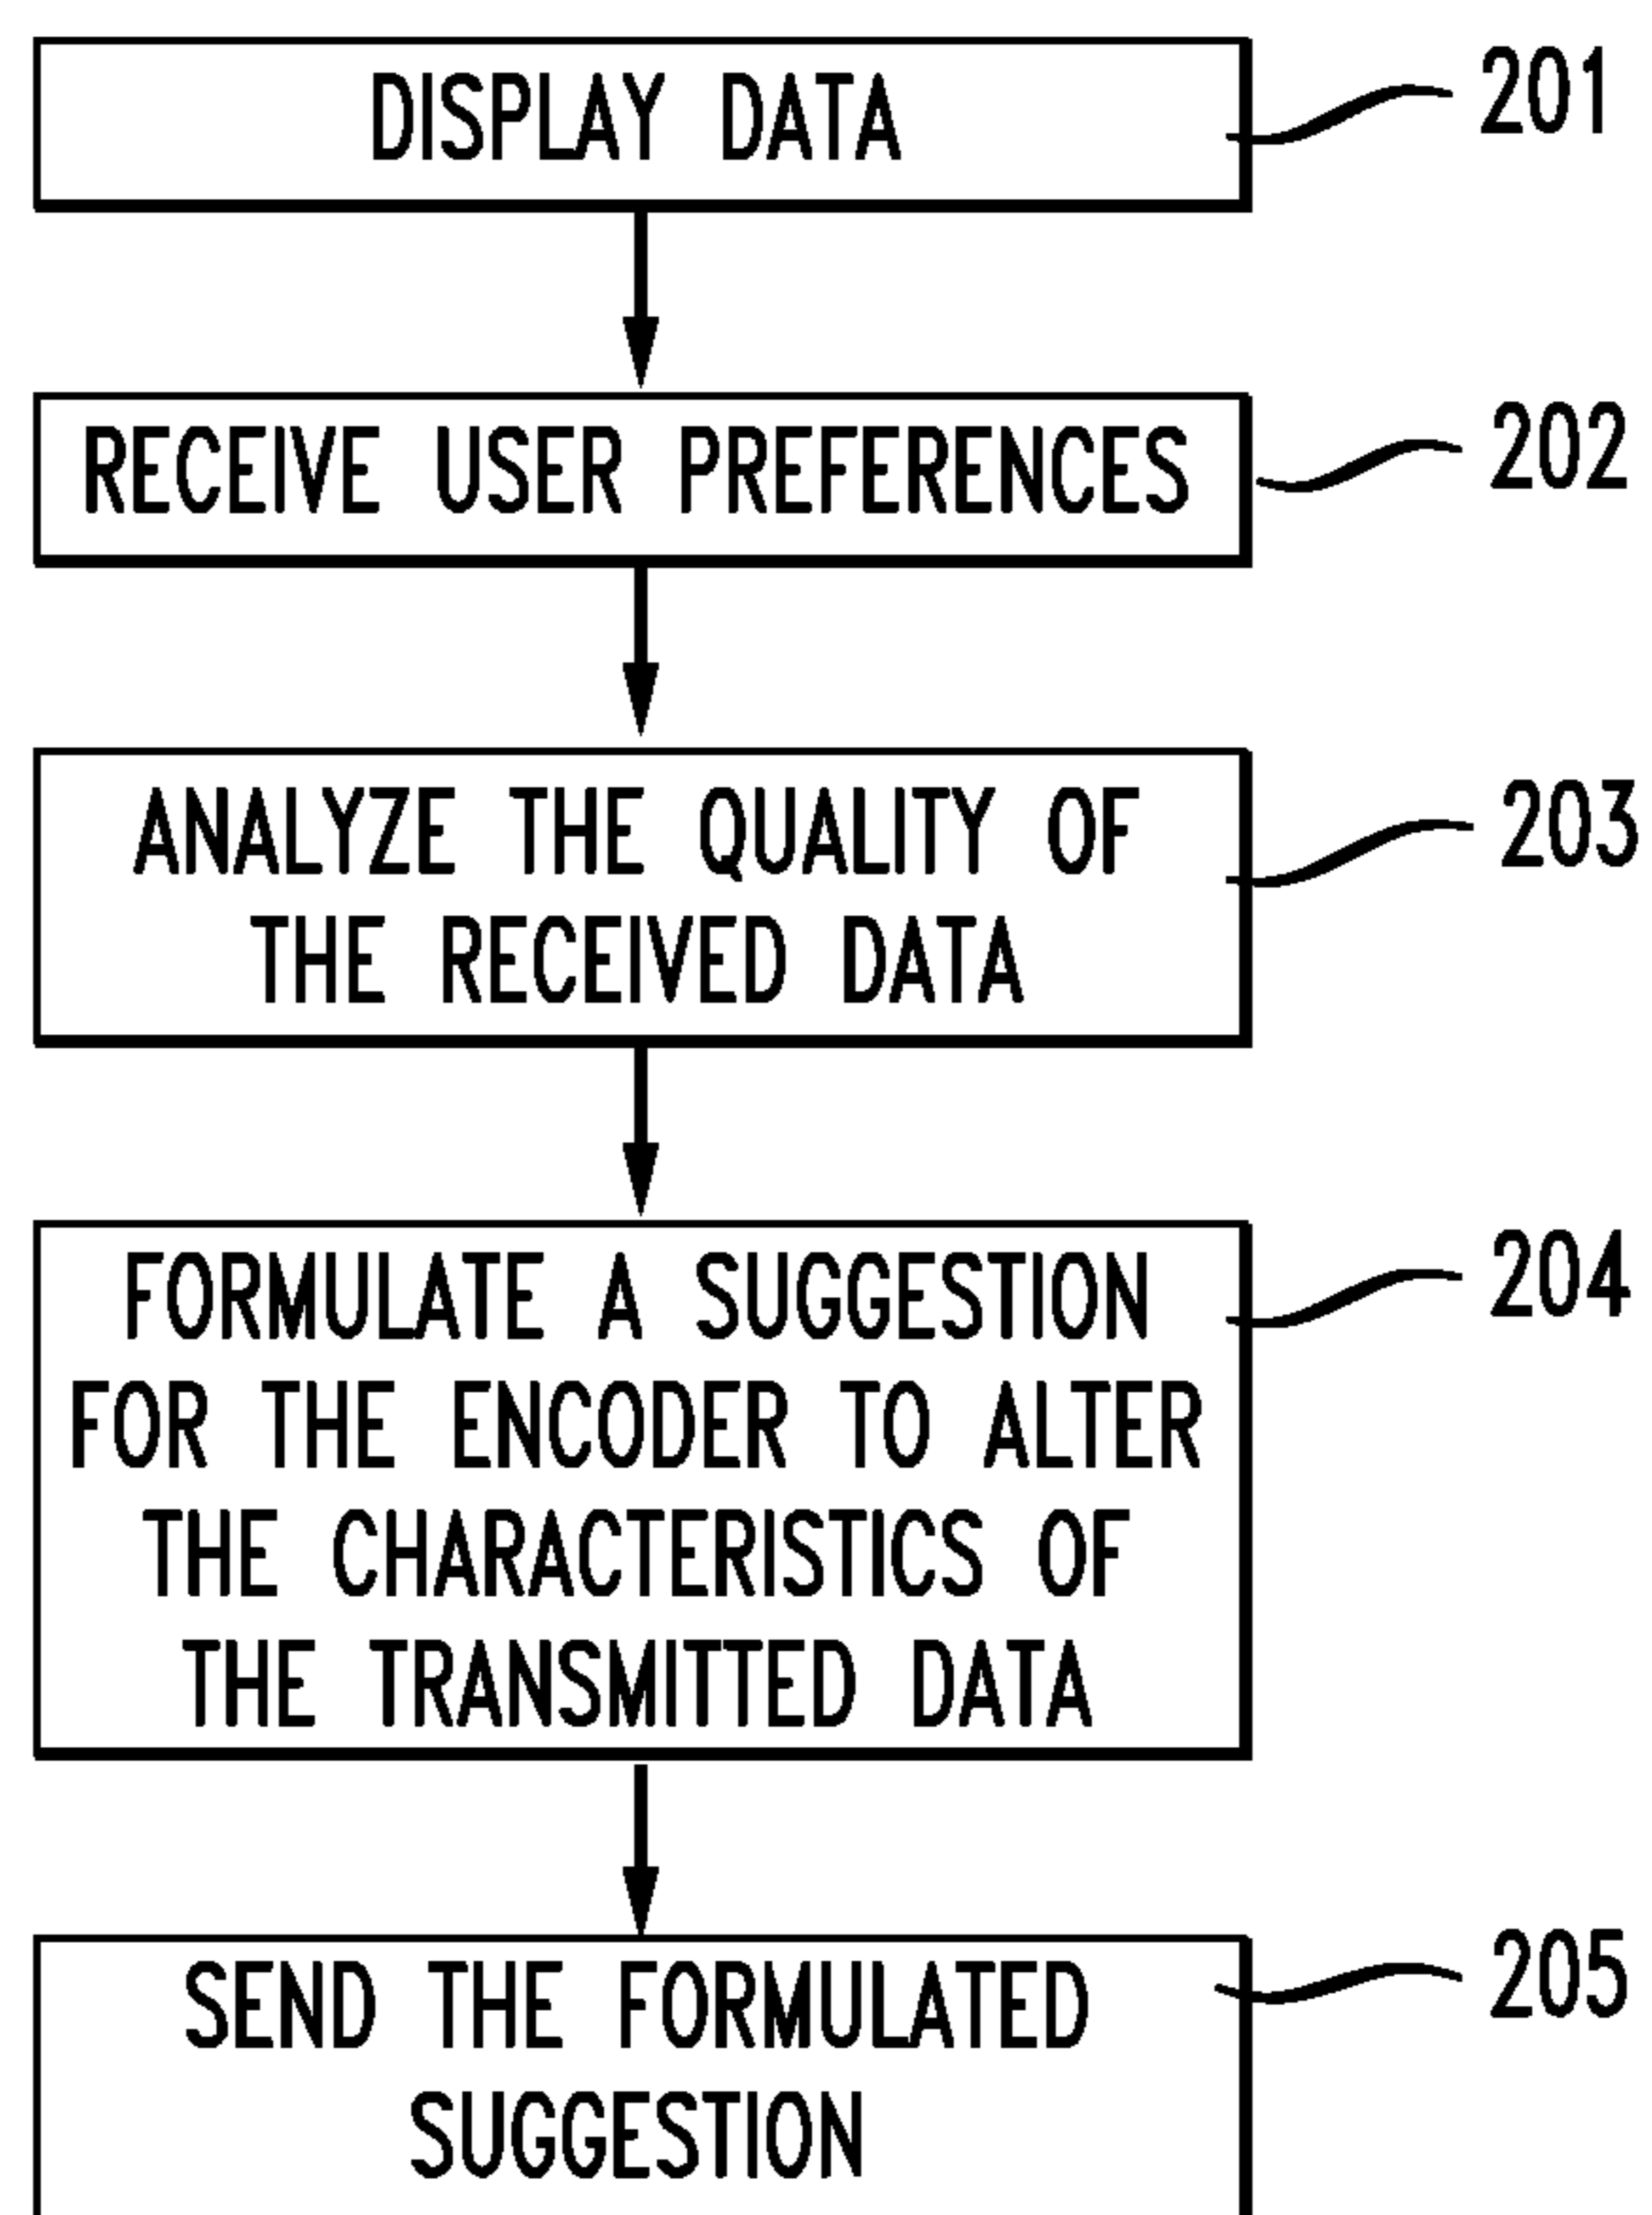 DISPLAY DATA
201
RECEIVE USER PREFERENCES
202
ANALYZE THE QUALITY OF
THE RECEIVED DATA
203
FORMULATE A SUGGESTION
FOR THE ENCODER TO ALTER
THE CHARACTERISTICS OF
THE TRANSMITTED DATA
204
SEND THE FORMULATED
SUGGESTION
205